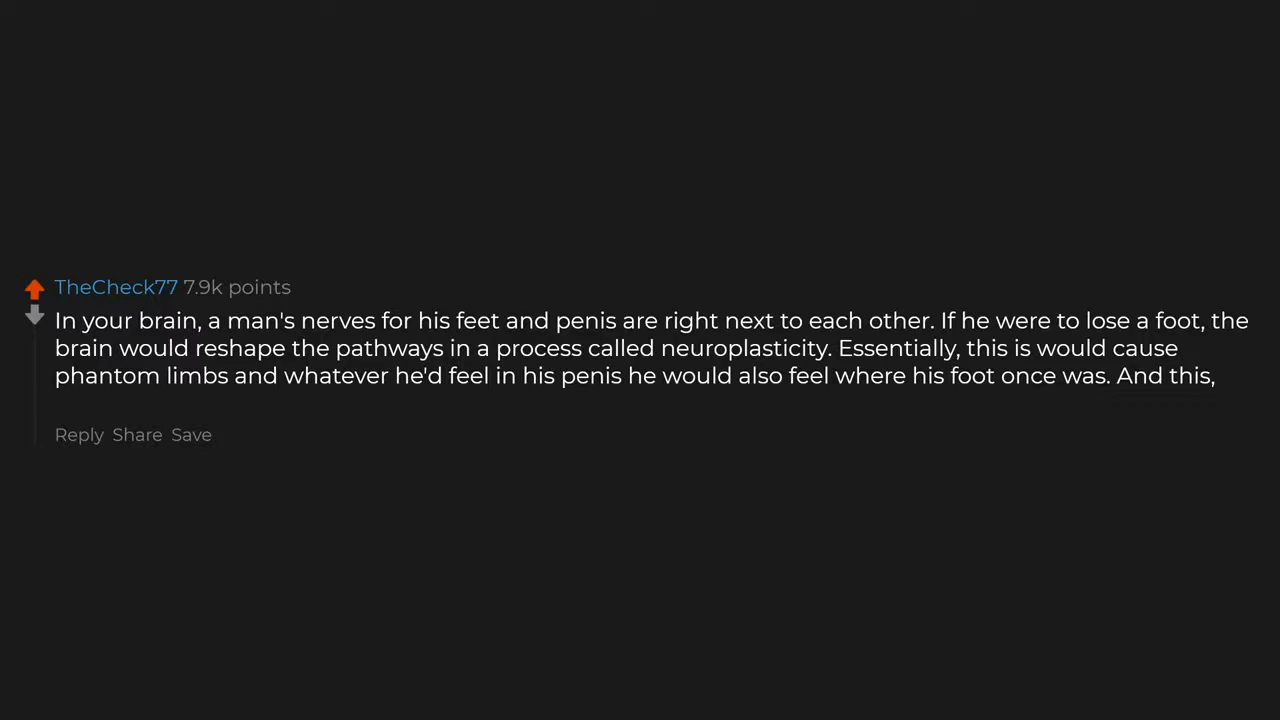 TheCheck77 7.9k points
In your brain, a man's nerves for his feet and penis are right next to each other. If he were to lose a foot, the
brain would reshape the pathways in a process called neuroplasticity. Essentially, this is would cause
phantom limbs and whatever he'd feel in his penis he would also feel where his foot once was. And this,
Reply Share Save